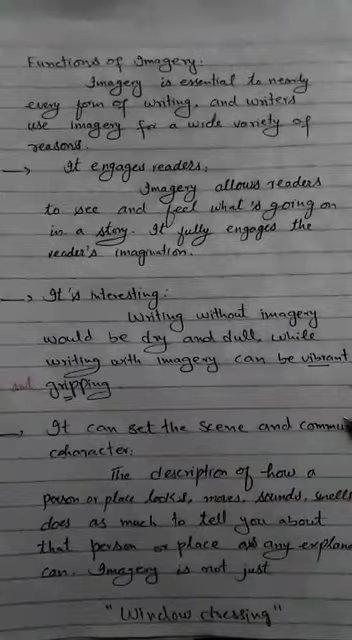 Functions of Imagery:
Imagery is essential to nearly
every form of writing, and writers
use imagery for a wide variety of
reasons.
→ It engages readers:
Imagery allows readers
to see and feel what's going on
in a story. It fully engages the
reader's imagination.
→ It's interesting:
Writing without imagery
would be dry and dull, while
writing with imagery can be vibrant
and gripping.
→ It can set the scene and commu
character:
The description of how a
person or place looks, moves, sounds, smells
does as much to tell you about
that person or place as any explana
can. Imagery is not just
"Window dressing"